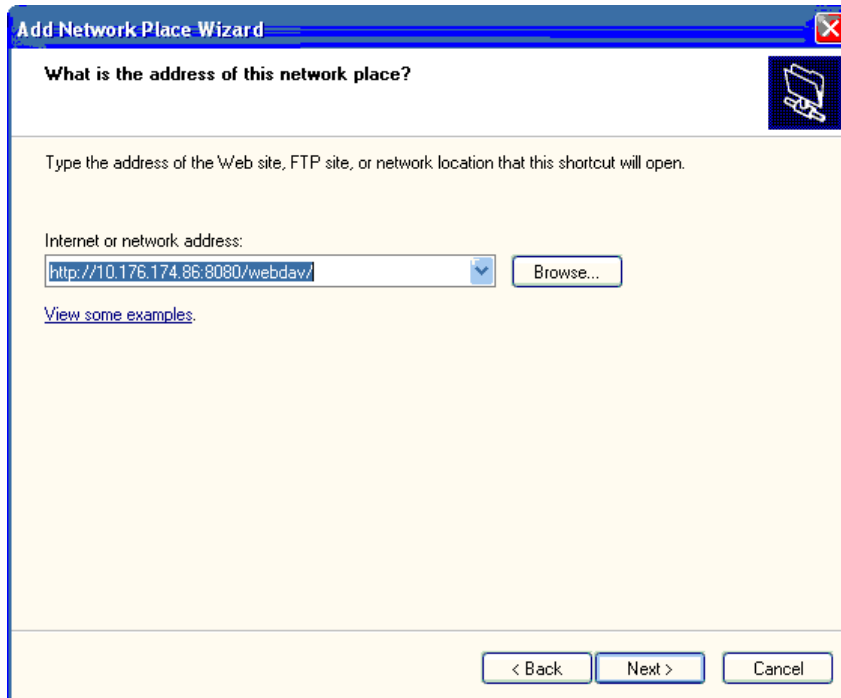 Add Network Place Wizard
What is the address of this network place?
Type the address of the Web site, FTP site, or network location that this shortcut will open.
Internet or network address:
http://10.176.174.86:8080/webdav/
Browse...
View some examples.
< Back
Next >
Cancel